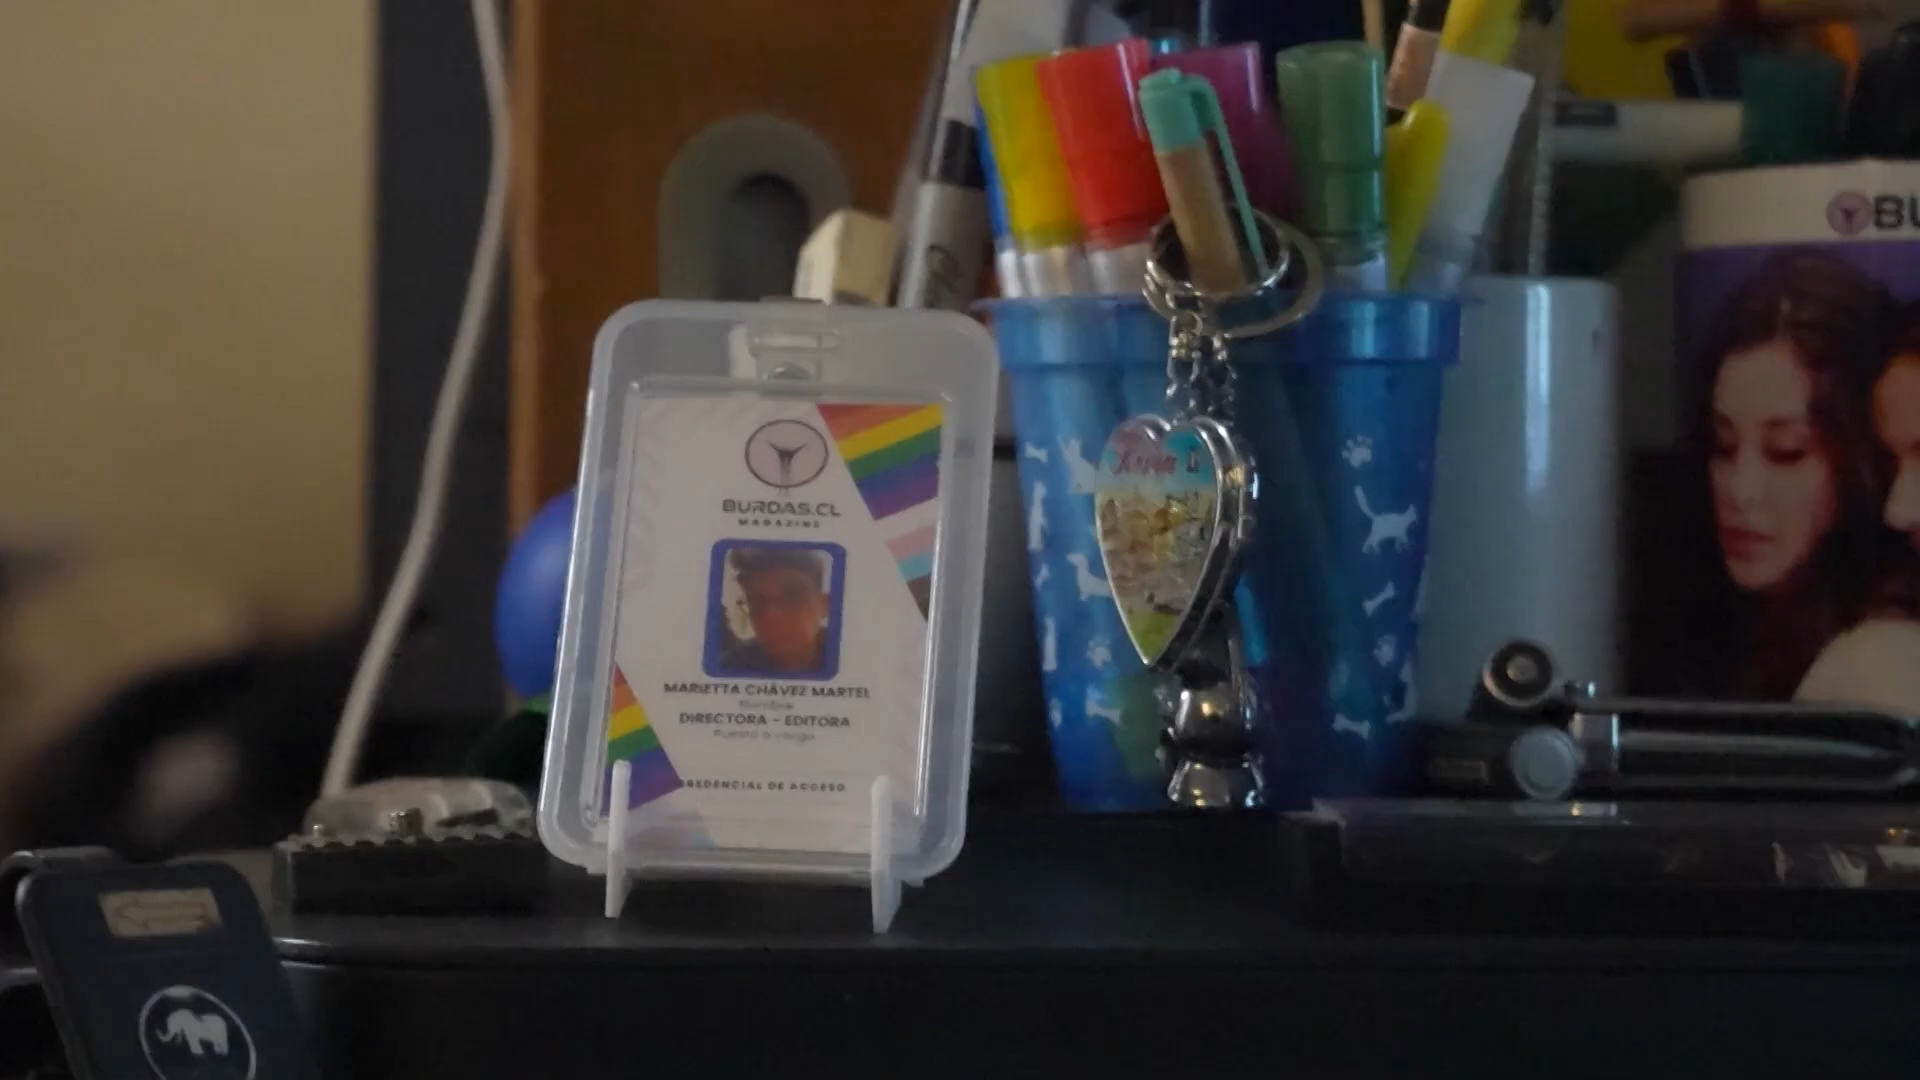 BURDAS.CL
MAGAZINE
MARIETTA CHÁVEZ MARTEL
Nombre
DIRECTORA - EDITORA
Puesto o cargo
CREDENCIAL DE ACCESO
BU